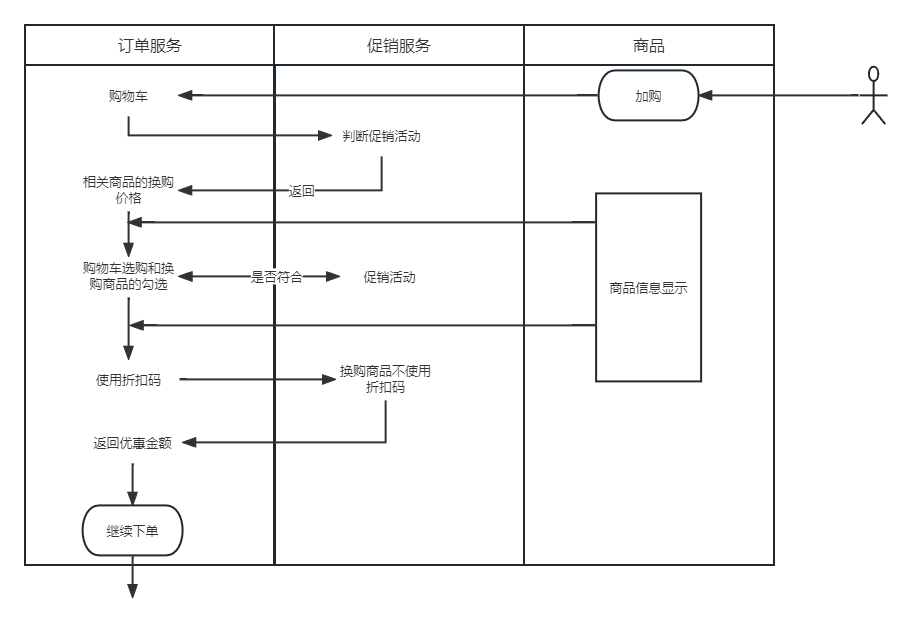 订单服务
促销服务
商品
购物车
加购
判断促销活动
相关商品的换购
价格
返回
购物车选购和换
购商品的勾选
是否符合
促销活动
商品信息显示
使用折扣码
换购商品不使用
折扣码
返回优惠金额
继续下单